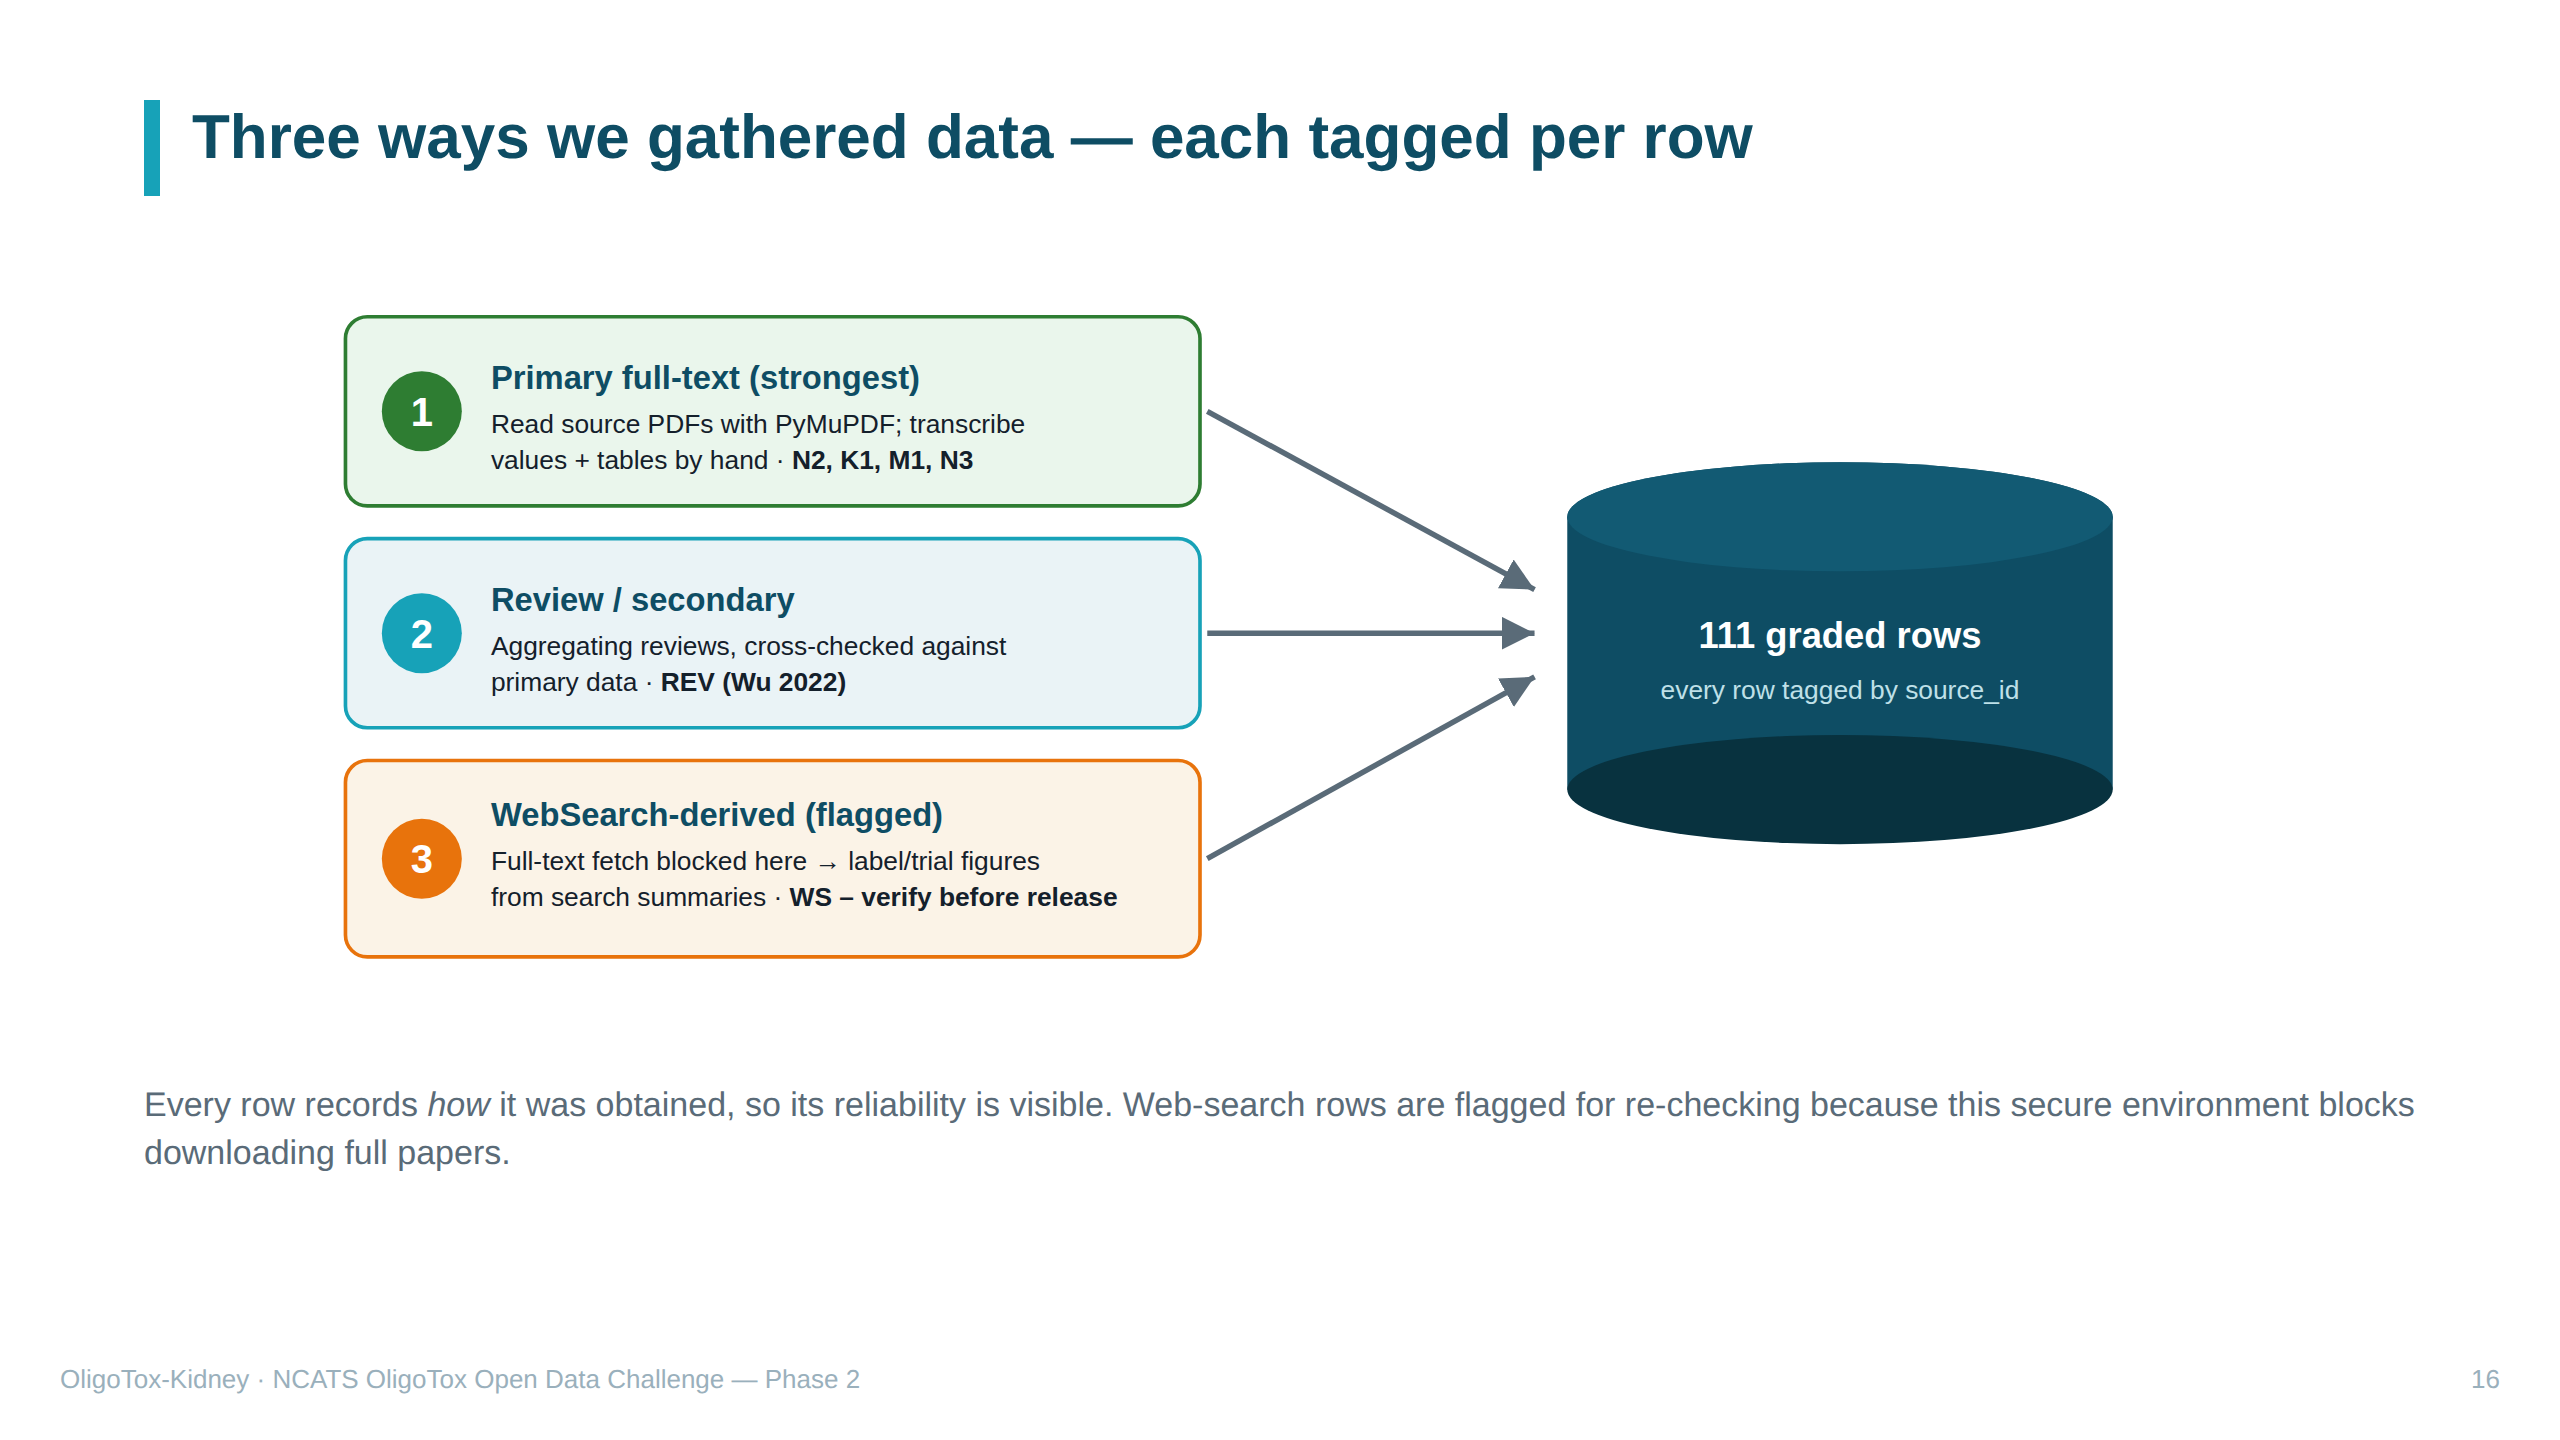 Three ways we gathered data — each tagged per row
1
Primary full-text (strongest)
Read source PDFs with PyMuPDF; transcribe
values + tables by hand · N2, K1, M1, N3
2
Review / secondary
Aggregating reviews, cross-checked against
primary data · REV (Wu 2022)
3
WebSearch-derived (flagged)
Full-text fetch blocked here → label/trial figures
from search summaries · WS – verify before release
111 graded rows
every row tagged by source_id
Every row records how it was obtained, so its reliability is visible. Web-search rows are flagged for re-checking because this secure environment blocks
downloading full papers.
OligoTox-Kidney · NCATS OligoTox Open Data Challenge — Phase 2
16